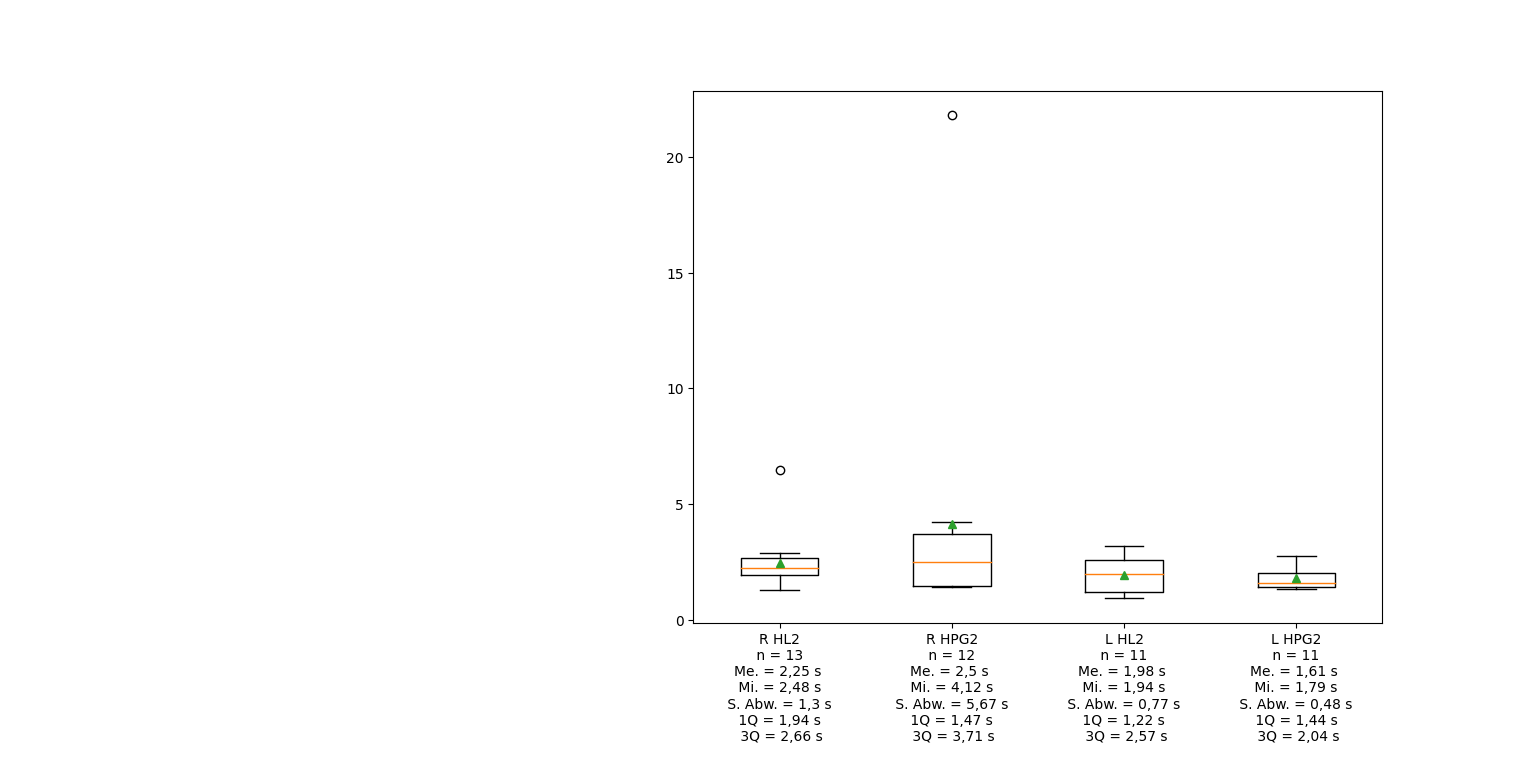 20
15
10
5
0
R HL2 R HPG2 L HL2 L HPG2
n = 13 n = 12 n = 11 n = 11
Me. = 2,25 s Me. = 2,5 s Me. = 1,98 s Me. = 1,61 s
Mi. = 2,48 s Mi. = 4,12 s Mi. = 1,94 s Mi. = 1,79 s
S. Abw. = 1,3 s S. Abw. = 5,67 s S. Abw. = 0,77 s S. Abw. = 0,48 s
1Q = 1,94 s 1Q = 1,47 s 1Q = 1,22 s 1Q = 1,44 s
3Q = 2,66 s 3Q = 3,71 s 3Q = 2,57 s 3Q = 2,04 s